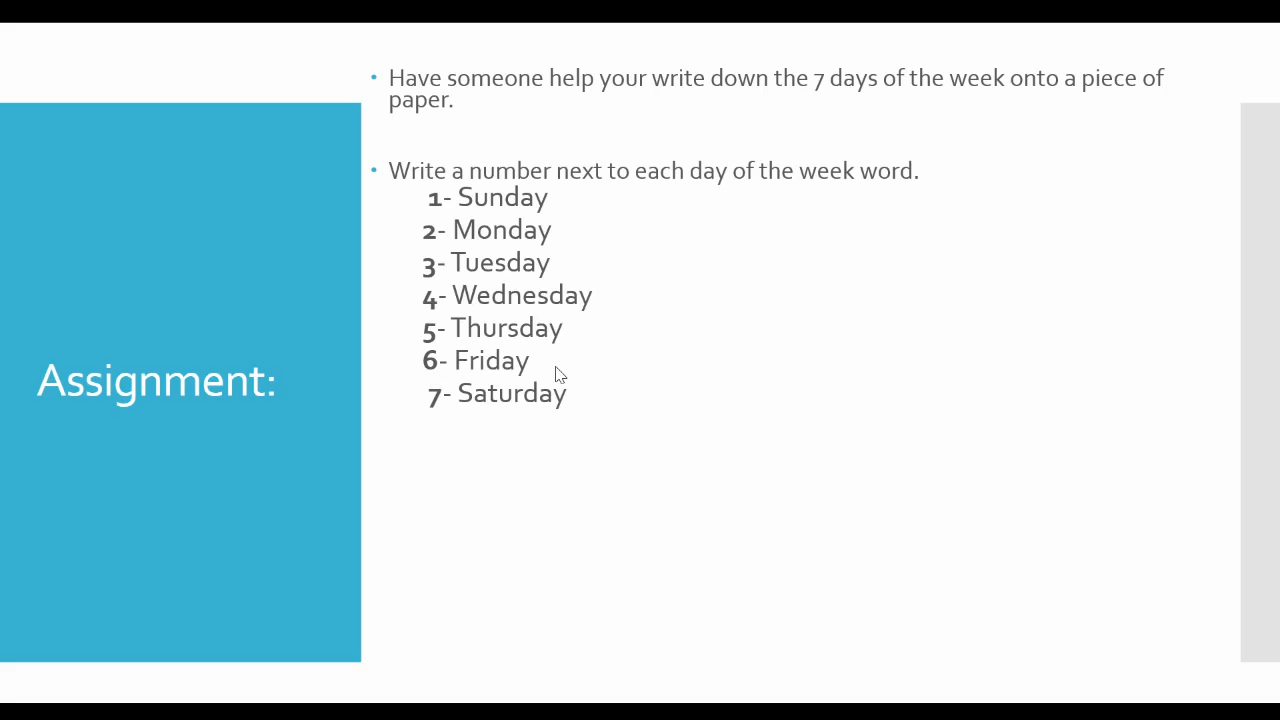 Have someone help your write down the 7 days of the week onto a piece of
paper.
Write a number next to each day of the week word.
1- Sunday
2- Monday
3- Tuesday
4- Wednesday
5- Thursday
6- Friday
7- Saturday
Assignment: